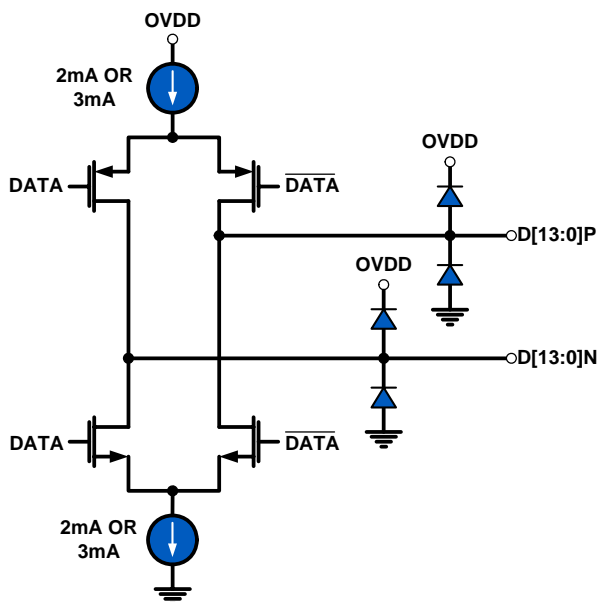 OVDD
2mA OR
3mA
OVDD
DATA
DATA
D[13:0]P
OVDD
D[13:0]N
DATA
DATA
2mA OR
3mA